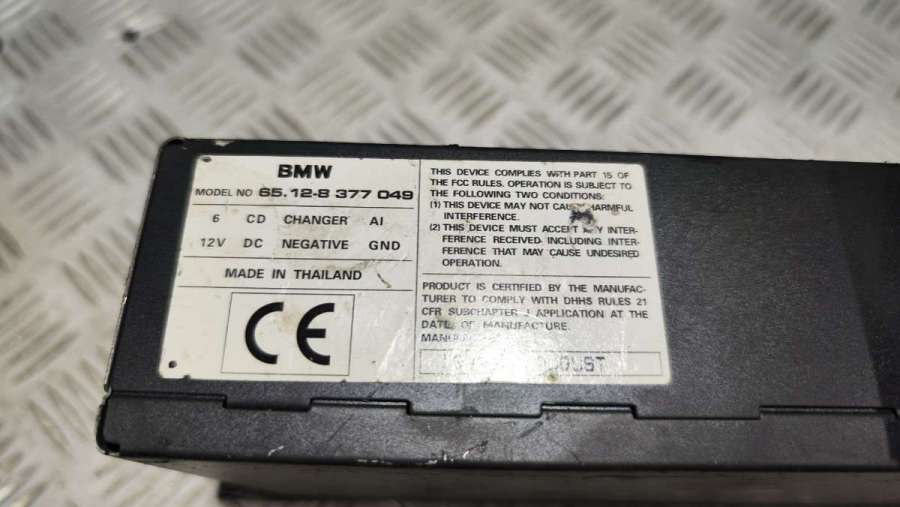 BMW
MODEL NO 65.12-8 377 049
6 CD CHANGER AI
12V DC NEGATIVE GND
MADE IN THAILAND
CE
THIS DEVICE COMPLIES WITH PART 15 OF
THE FCC RULES. OPERATION IS SUBJECT TO
THE FOLLOWING TWO CONDITIONS:
(1) THIS DEVICE MAY NOT CAUSE HARMFUL
INTERFERENCE.
(2) THIS DEVICE MUST ACCEPT ANY INTER-
FERENCE RECEIVED, INCLUDING INTER-
FERENCE THAT MAY CAUSE UNDESIRED
OPERATION.
PRODUCT IS CERTIFIED BY THE MANUFAC-
TURER TO COMPLY WITH DHHS RULES 21
CFR SUBCHAPTER J APPLICATION AT THE
DATE OF MANUFACTURE.